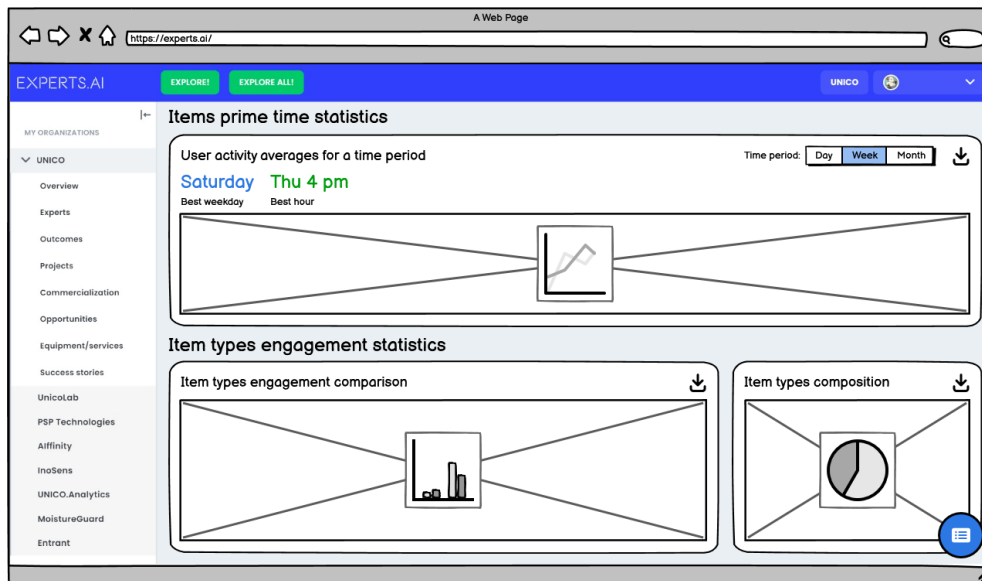 A Web Page
https://experts.ai/
EXPERTS.AI
EXPLORE!
EXPLORE ALL!
UNICO
MY ORGANIZATIONS
UNICO
Overview
Experts
Outcomes
Projects
Commercialization
Opportunities
Equipment/services
Success stories
UnicoLab
PSP Technologies
AIffinity
InoSens
UNICO.Analytics
MoistureGuard
Entrant
Items prime time statistics
User activity averages for a time period
Time period: Day Week Month
Saturday Thu 4 pm
Best weekday Best hour
Item types engagement statistics
Item types engagement comparison
Item types composition